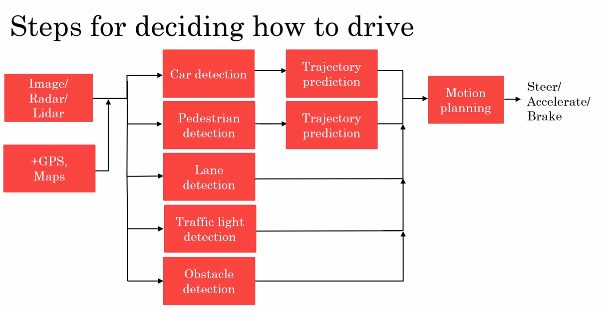 Steps for deciding how to drive
Image/
Radar/
Lidar
+GPS,
Maps
Car detection
Trajectory
prediction
Pedestrian
detection
Trajectory
prediction
Lane
detection
Traffic light
detection
Obstacle
detection
Motion
planning
Steer/
Accelerate/
Brake